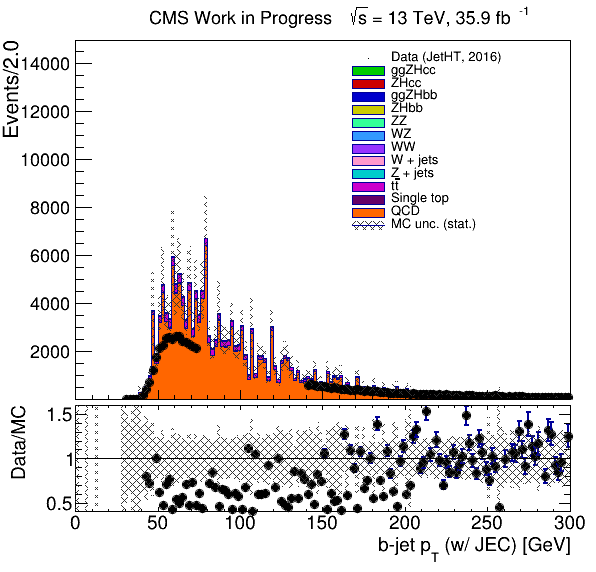 CMS Work in Progress √s = 13 TeV, 35.9 fb -1
Events/2.0
14000
12000
10000
8000
6000
4000
2000
Data (JetHT, 2016)
ggZHcc
ZHcc
ggZHbb
ZHbb
ZZ
WZ
WW
W + jets
Z + jets
tt̅
Single top
QCD
MC unc. (stat.)
Data/MC
1.5
1
0.5
0 50 100 150 200 250 300
b-jet pT (w/ JEC) [GeV]